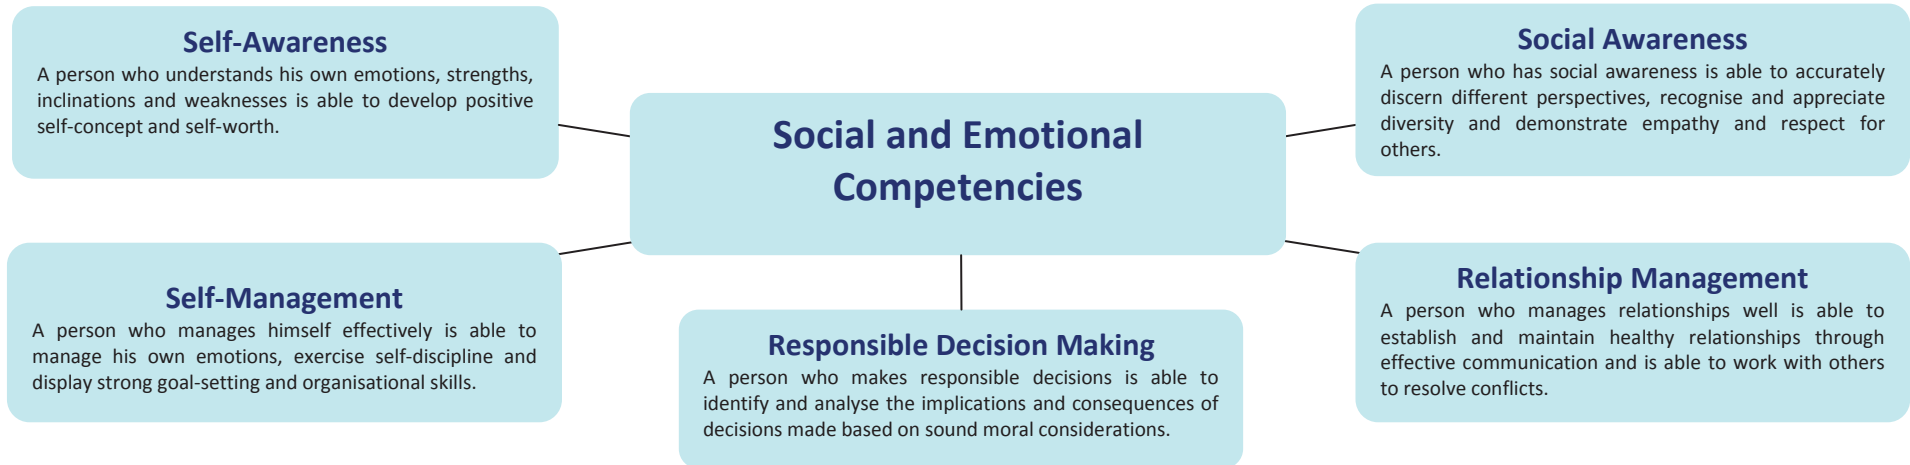 Self-Awareness
A person who understands his own emotions, strengths,
inclinations and weaknesses is able to develop positive
self-concept and self-worth.
Social and Emotional
Competencies
Social Awareness
A person who has social awareness is able to accurately
discern different perspectives, recognise and appreciate
diversity and demonstrate empathy and respect for
others.
Self-Management
A person who manages himself effectively is able to
manage his own emotions, exercise self-discipline and
display strong goal-setting and organisational skills.
Responsible Decision Making
A person who makes responsible decisions is able to
identify and analyse the implications and consequences of
decisions made based on sound moral considerations.
Relationship Management
A person who manages relationships well is able to
establish and maintain healthy relationships through
effective communication and is able to work with others
to resolve conflicts.